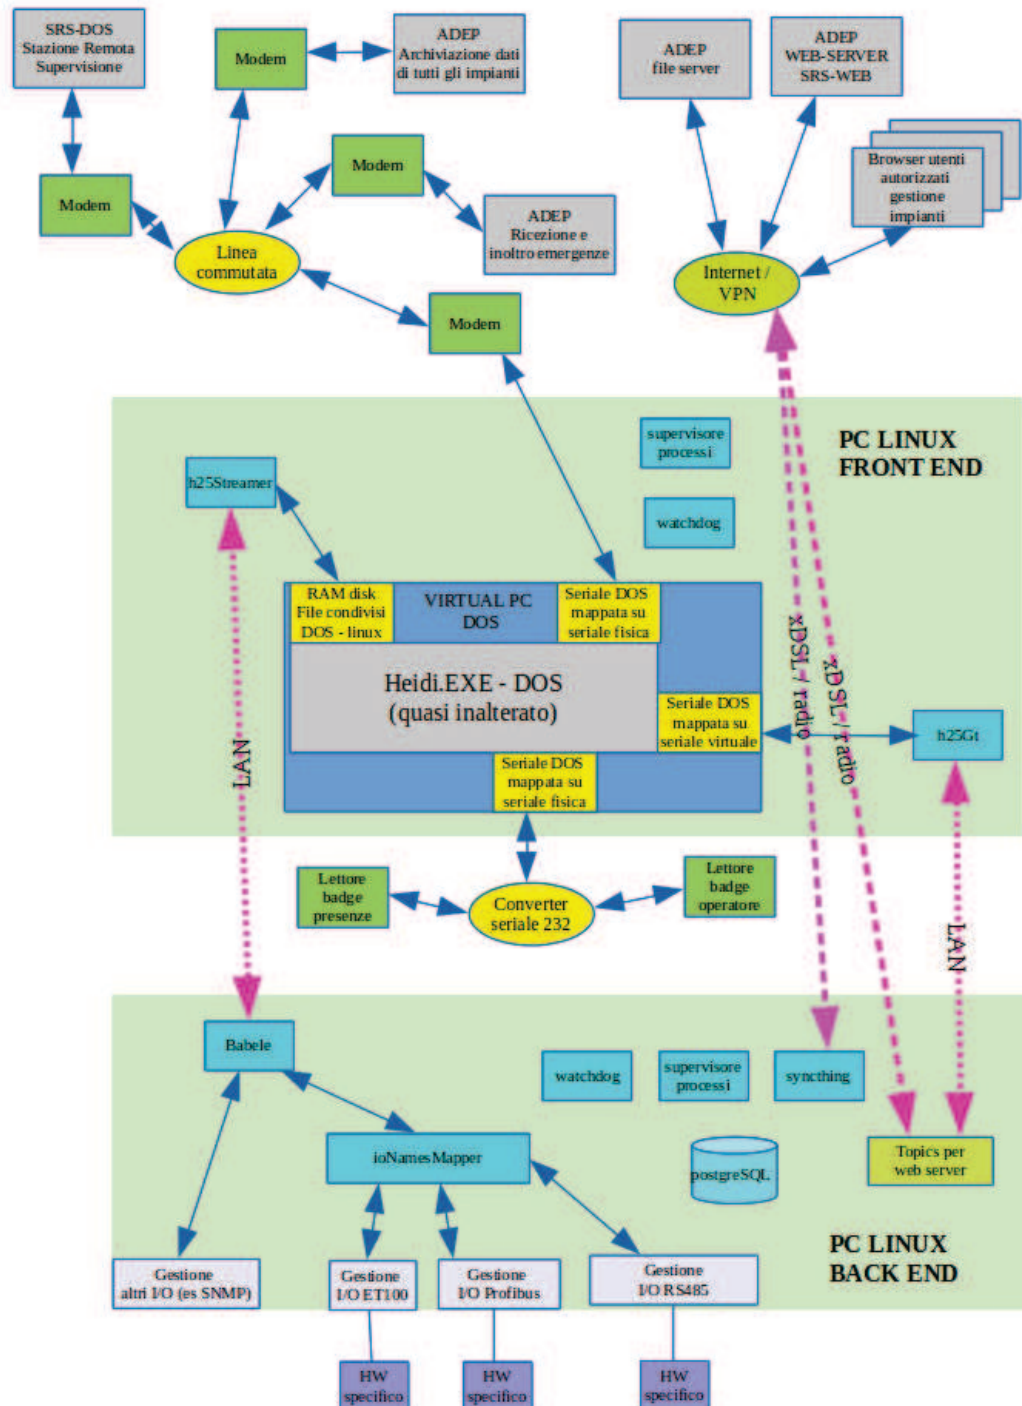 SRS-DOS
Stazione Remota
Supervisione
Modem
ADEP
Archiviazione dati
di tutti gli impianti
ADEP
file server
ADEP
WEB-SERVER
SRS-WEB
Modem
Modem
Browser utenti
autorizzati
gestione
impianti
ADEP
Ricezione e
inoltro emergenze
Linea
commutata
Internet /
VPN
Modem
supervisore
processi
PC LINUX
FRONT END
h25Streamer
watchdog
RAM disk
File condivisi
DOS - linux
VIRTUAL PC
DOS
Seriale DOS
mappata su
seriale fisica
xDSL / radio
xDSL / radio
Heidi.EXE - DOS
(quasi inalterato)
Seriale DOS
mappata su
seriale virtuale
h25Gt
LAN
Seriale DOS
mappata su
seriale fisica
Lettore
badge
presenze
Converter
seriale 232
Lettore
badge
operatore
LAN
Babele
watchdog
supervisore
processi
syncthing
ioNamesMapper
postgreSQL
Topics per
web server
PC LINUX
BACK END
Gestione
altri I/O (es SNMP)
Gestione
I/O ET100
Gestione
I/O Profibus
Gestione
I/O RS485
HW
specifico
HW
specifico
HW
specifico